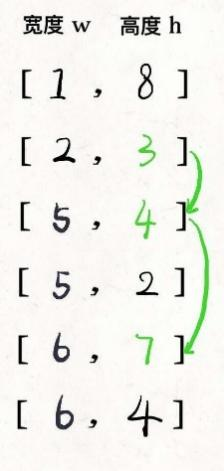 宽度 w 高度 h
[ 1 , 8 ]
[ 2 , 3 ]
[ 5 , 4 ]
[ 5 , 2 ]
[ 6 , 7 ]
[ 6 , 4 ]